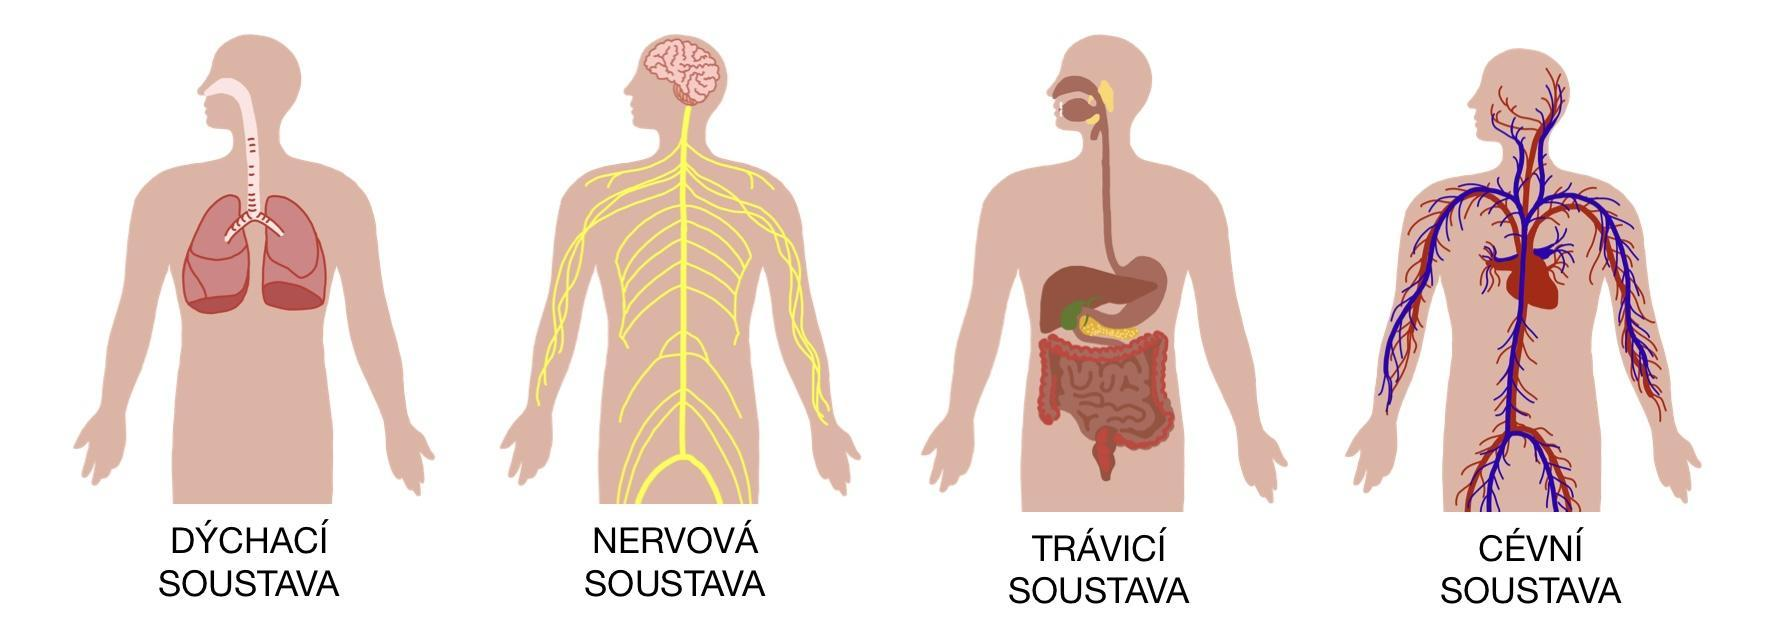 DÝCHACÍ
SOUSTAVA
NERVOVÁ
SOUSTAVA
TRÁVICÍ
SOUSTAVA
CÉVNÍ
SOUSTAVA